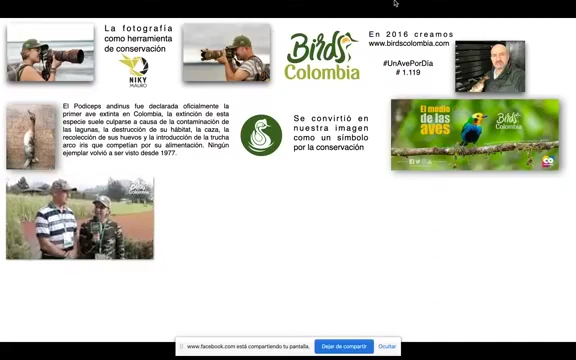 La fotografía
como herramienta
de conservación
NIKY
MAURO
Birds
Colombia
En 2016 creamos
www.birdscolombia.com
#UnAvePorDía
# 1.119
El Podiceps andinus fue declarada oficialmente la
primer ave extinta en Colombia, la extinción de esta
especie suele culparse a causa de la contaminación de
las lagunas, la destrucción de su hábitat, la caza, la
recolección de sus huevos y la introducción de la trucha
arco iris que competían por su alimentación. Ningún
ejemplar volvió a ser visto desde 1977.
Se convirtió en
nuestra imagen
como un símbolo
por la conservación
El medio
de las
aves
Birds
Colombia
Birds
Colombia
www.facebook.com está compartiendo tu pantalla.
Dejar de compartir
Ocultar